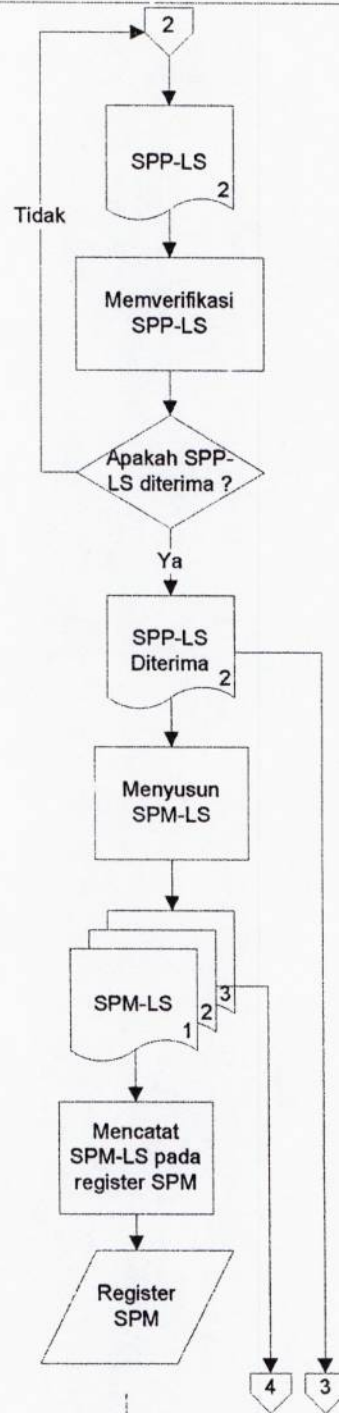 2
SPP-LS
2
Tidak
Memverifikasi
SPP-LS
Apakah SPP-
LS diterima ?
Ya
SPP-LS
Diterima
2
Menyusun
SPM-LS
3
2
SPM-LS
1
Mencatat
SPM-LS pada
register SPM
Register
SPM
4
3